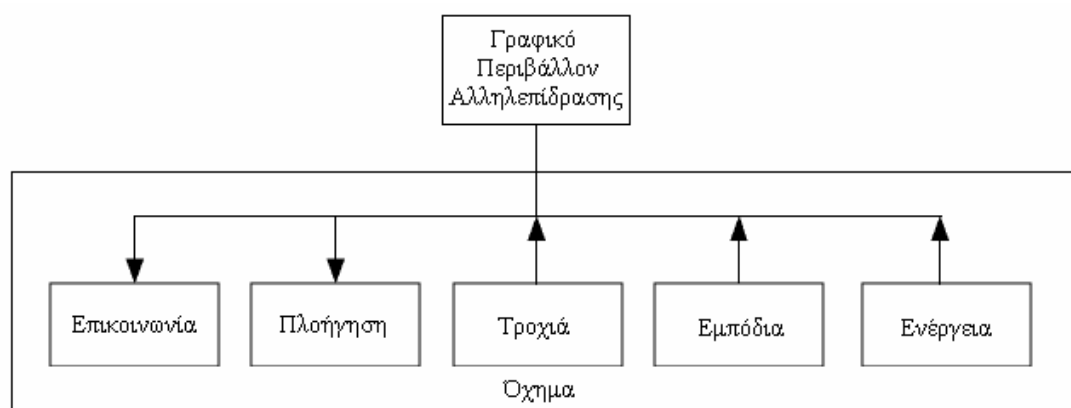 Γραφικό
Περιβάλλον
Αλληλεπίδρασης
Επικοινωνία
Πλοήγηση
Τροχιά
Εμπόδια
Ενέργεια
Όχημα